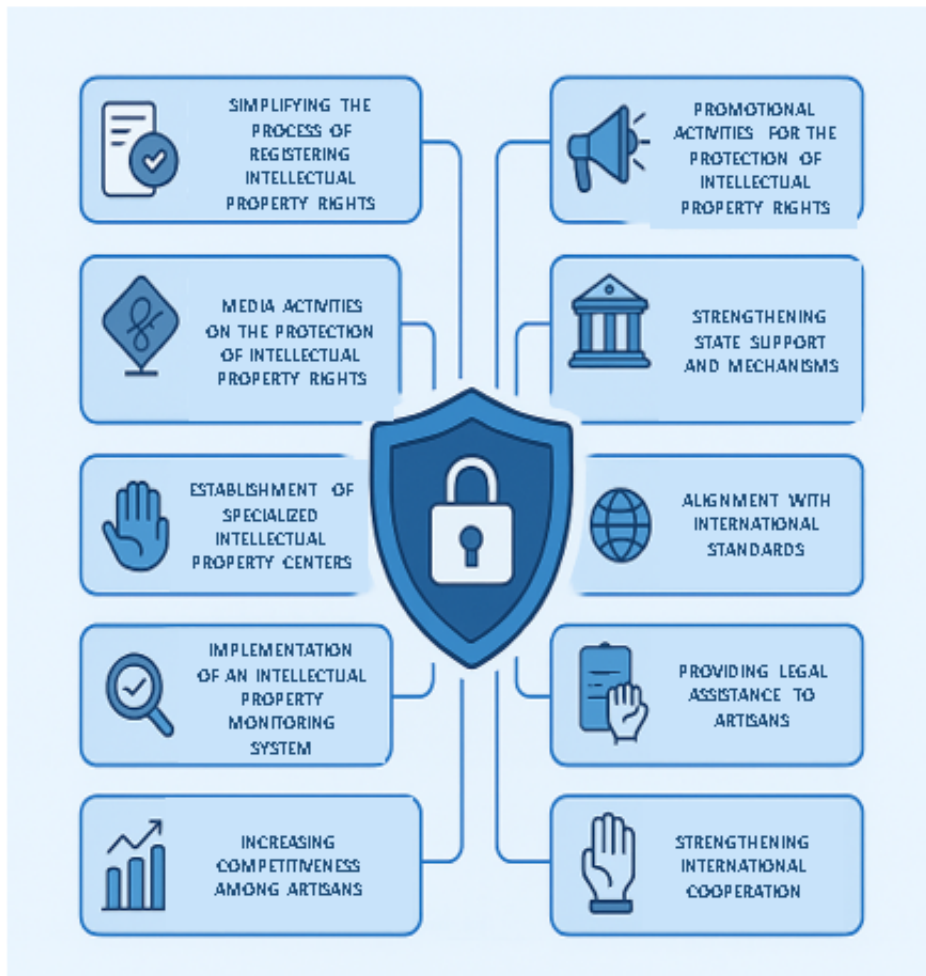 SIMPLIFYING THE
PROCESS OF
REGISTERING
INTELLECTUAL
PROPERTY RIGHTS
MEDIA ACTIVITIES
ON THE PROTECTION
OF INTELLECTUAL
PROPERTY RIGHTS
ESTABLISHMENT OF
SPECIALIZED
INTELLECTUAL
PROPERTY CENTERS
IMPLEMENTATION
OF AN INTELLECTUAL
PROPERTY
MONITORING
SYSTEM
INCREASING
COMPETITIVENESS
AMONG ARTISANS
PROMOTIONAL
ACTIVITIES FOR THE
PROTECTION OF
INTELLECTUAL
PROPERTY RIGHTS
STRENGTHENING
STATE SUPPORT
AND MECHANISMS
ALIGNMENT WITH
INTERNATIONAL
STANDARDS
PROVIDING LEGAL
ASSISTANCE TO
ARTISANS
STRENGTHENING
INTERNATIONAL
COOPERATION